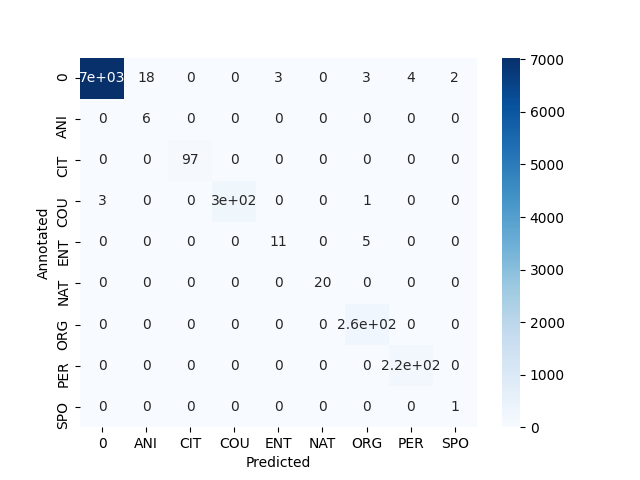 0 7e+03 18 0 0 3 0 3 4 2 7000
ANI 0 6 0 0 0 0 0 0 0 6000
CIT 0 0 97 0 0 0 0 0 0 5000
COU 3 0 0 3e+02 0 0 1 0 0 4000
ENT 0 0 0 0 11 0 5 0 0 3000
NAT 0 0 0 0 0 20 0 0 0
ORG 0 0 0 0 0 0 2.6e+02 0 0 2000
PER 0 0 0 0 0 0 0 2.2e+02 0 1000
SPO 0 0 0 0 0 0 0 0 1 0
Annotated
0 ANI CIT COU ENT NAT ORG PER SPO
Predicted